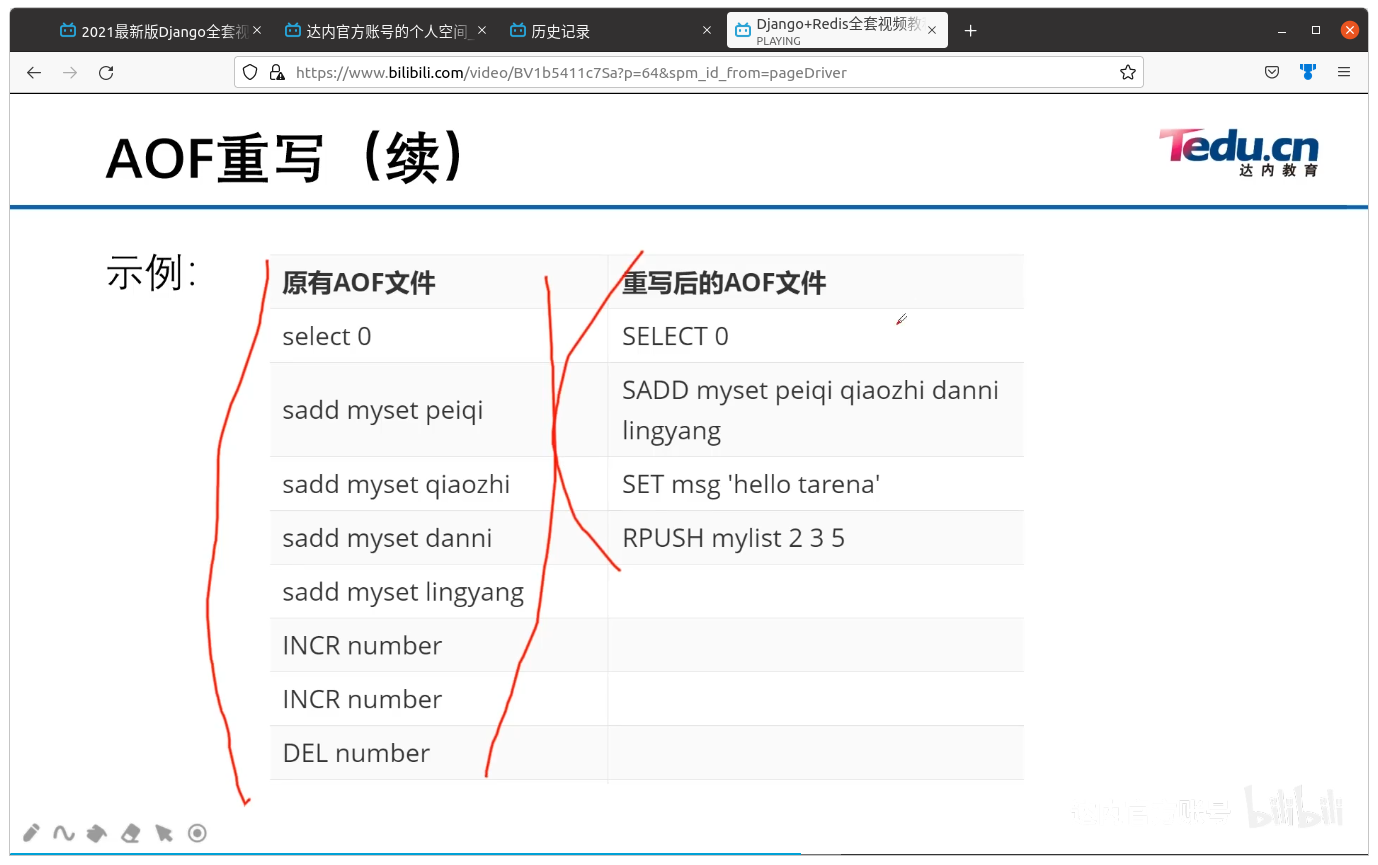 2021最新版Django全套视
达内官方账号的个人空间_
历史记录
Django+Redis全套视频教
PLAYING
https://www.bilibili.com/video/BV1b5411c7Sa?p=64&spm_id_from=pageDriver
AOF重写（续）
Tedu.cn
达内教育
示例：
原有AOF文件 重写后的AOF文件
select 0 SELECT 0
sadd myset peiqi SADD myset peiqi qiaozhi danni
lingyang
sadd myset qiaozhi SET msg 'hello tarena'
sadd myset danni RPUSH mylist 2 3 5
sadd myset lingyang
INCR number
INCR number
DEL number
达内官方账号 bilibili